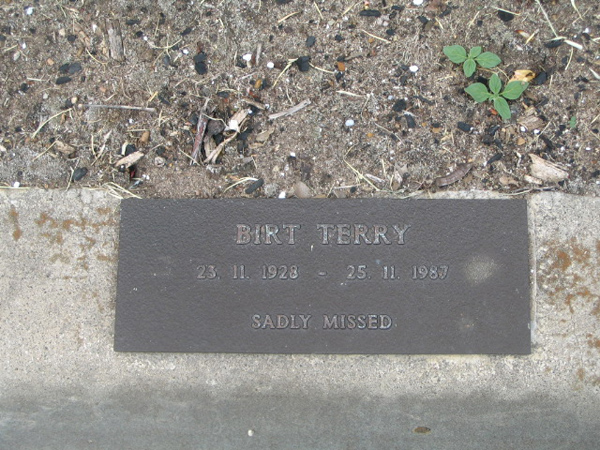 BIRT TERRY
23. 11. 1928 - 25. 11. 1987
SADLY MISSED